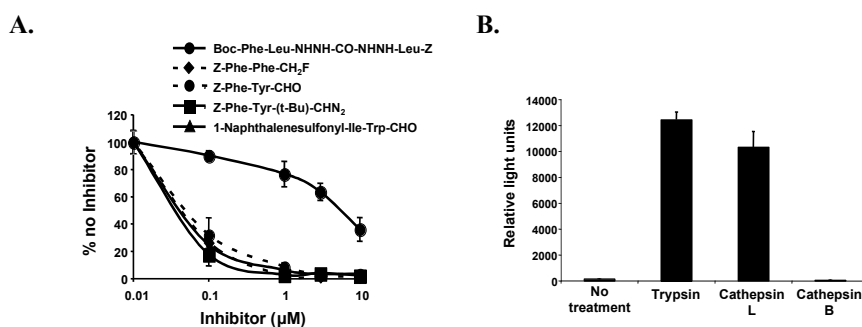 A.
Boc-Phe-Leu-NHNH-CO-NHNH-Leu-Z
Z-Phe-Phe-CH₂F
Z-Phe-Tyr-CHO
Z-Phe-Tyr-(t-Bu)-CHN₂
1-Naphthalenesulfonyl-Ile-Trp-CHO
% no Inhibitor
120
100
80
60
40
20
0
0.01
0.1
1
10
Inhibitor (µM)
B.
Relative light units
14000
12000
10000
8000
6000
4000
2000
0
No treatment
Trypsin
Cathepsin L
Cathepsin B